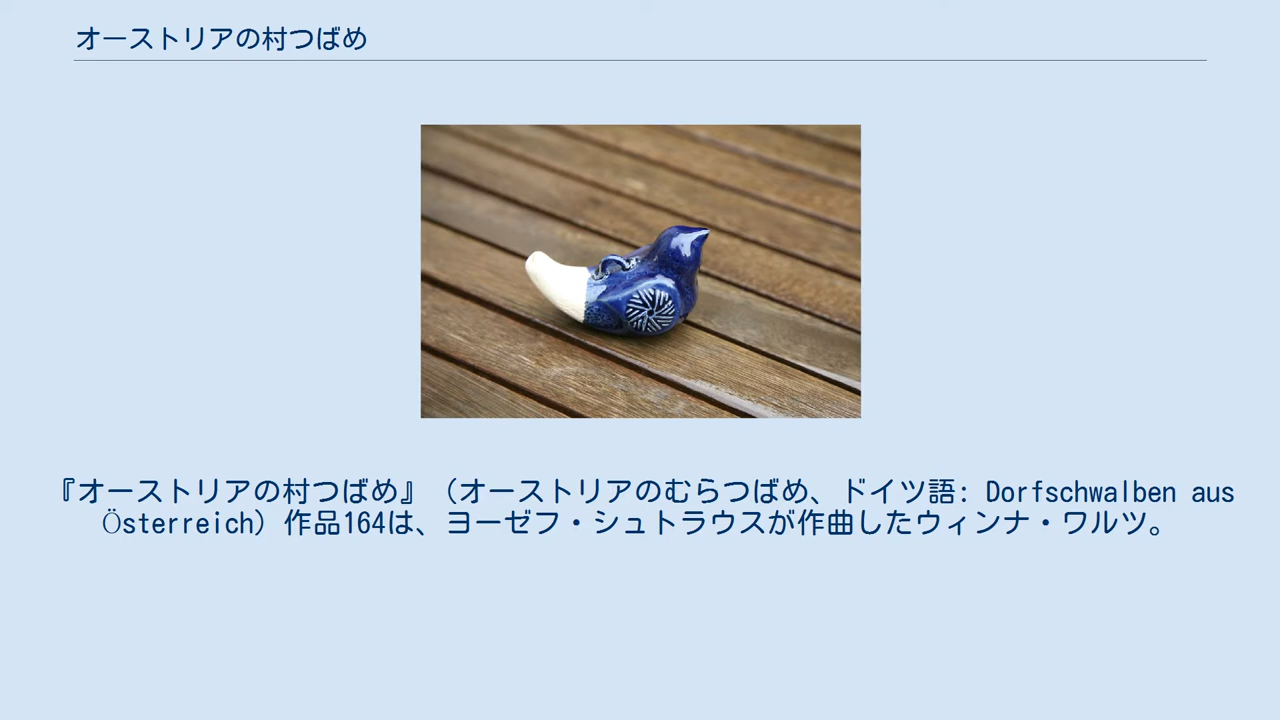 オーストリアの村つばめ
『オーストリアの村つばめ』（オーストリアのむらつばめ、ドイツ語: Dorfschwalben aus
Österreich）作品164は、ヨーゼフ・シュトラウスが作曲したウィンナ・ワルツ。